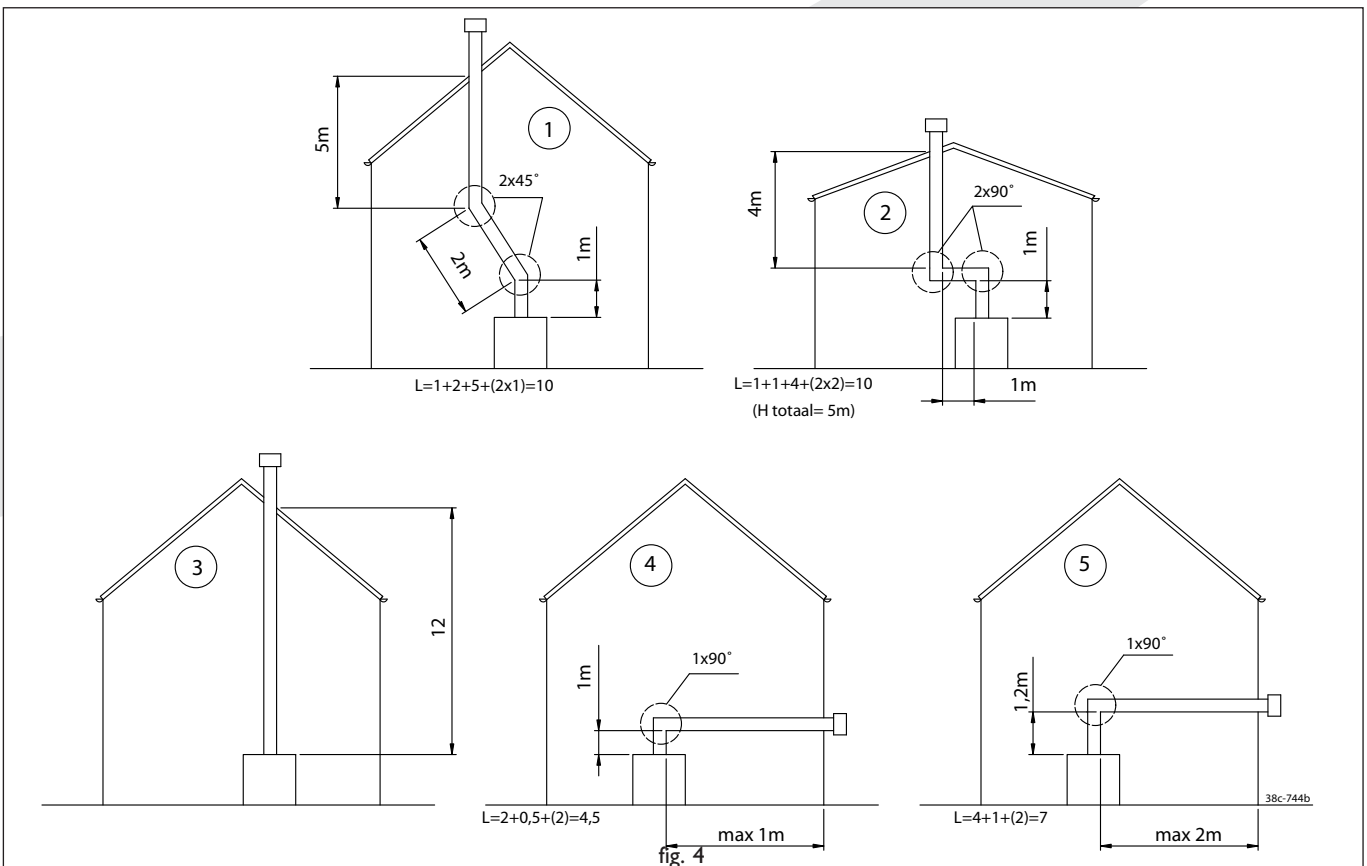 5m
1
2x45°
2m
1m
L=1+2+5+(2x1)=10
4m
2
2x90°
1m
L=1+1+4+(2x2)=10
(H totaal= 5m)
1m
3
12
4
1x90°
1m
L=2+0,5+(2)=4,5
max 1m
5
1x90°
1,2m
L=4+1+(2)=7
max 2m
38c-744b
fig. 4